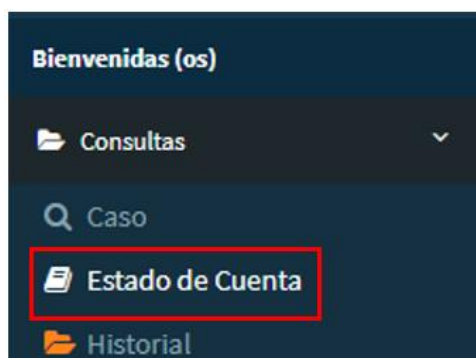 Bienvenidas (os)
Consultas
Caso
Estado de Cuenta
Historial